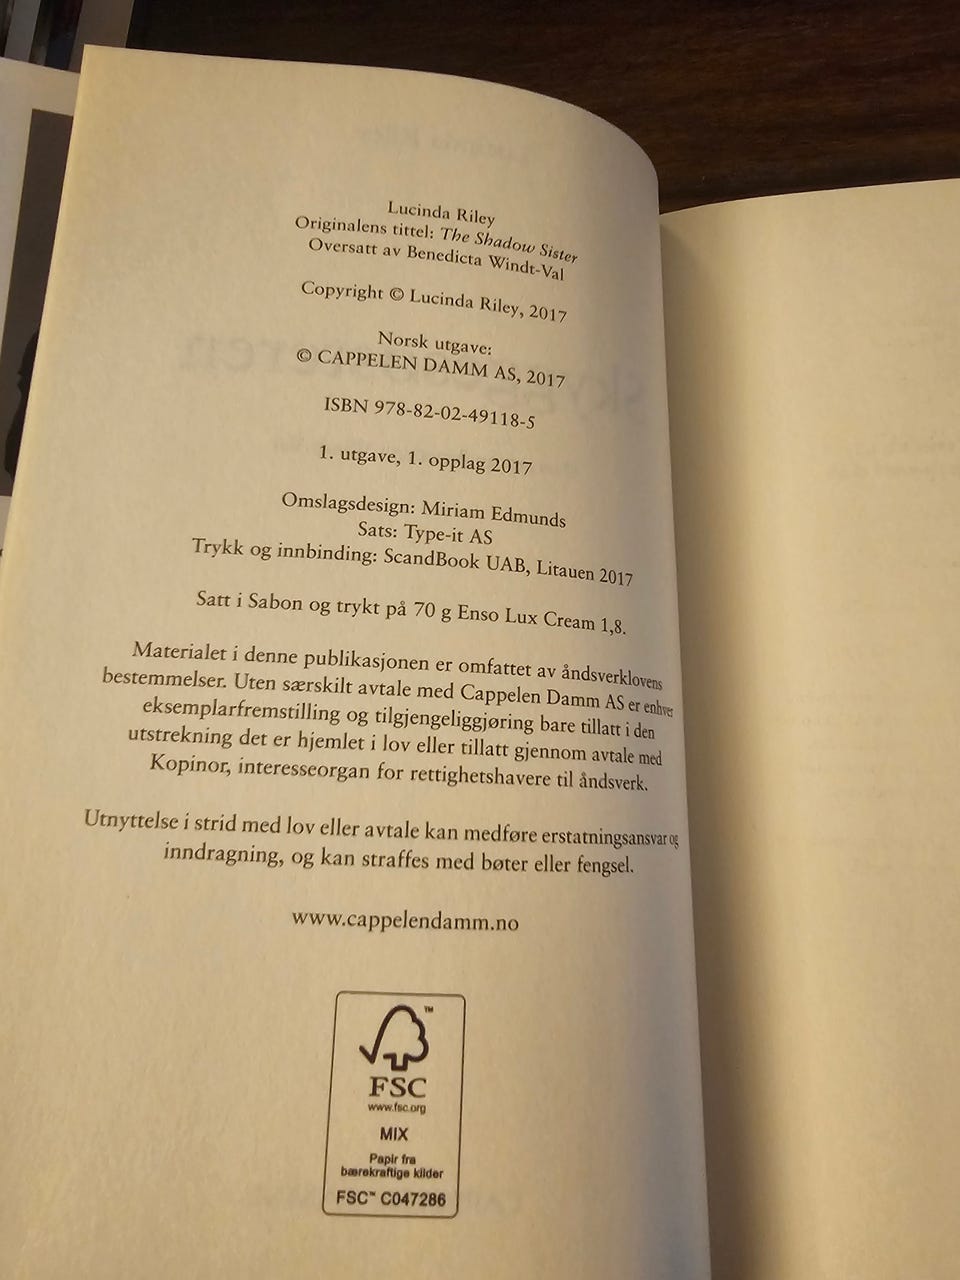 Lucinda Riley
Originalens tittel: The Shadow Sister
Oversatt av Benedicta Windt-Val
Copyright © Lucinda Riley, 2017
Norsk utgave:
© CAPPELEN DAMM AS, 2017
ISBN 978-82-02-49118-5
1. utgave, 1. opplag 2017
Omslagsdesign: Miriam Edmunds
Sats: Type-it AS
Trykk og innbinding: ScandBook UAB, Litauen 2017
Satt i Sabon og trykt på 70 g Enso Lux Cream 1,8.
Materialet i denne publikasjonen er omfattet av åndsverklovens
bestemmelser. Uten særskilt avtale med Cappelen Damm AS er enhver
eksemplarfremstilling og tilgjengeliggjøring bare tillatt i den
utstrekning det er hjemlet i lov eller tillatt gjennom avtale med
Kopinor, interesseorgan for rettighetshavere til åndsverk.
Utnyttelse i strid med lov eller avtale kan medføre erstatningsansvar og
inndragning, og kan straffes med bøter eller fengsel.
www.cappelendamm.no
FSC
www.fsc.org
MIX
Papir fra
bærekraftige kilder
FSC™ C047286